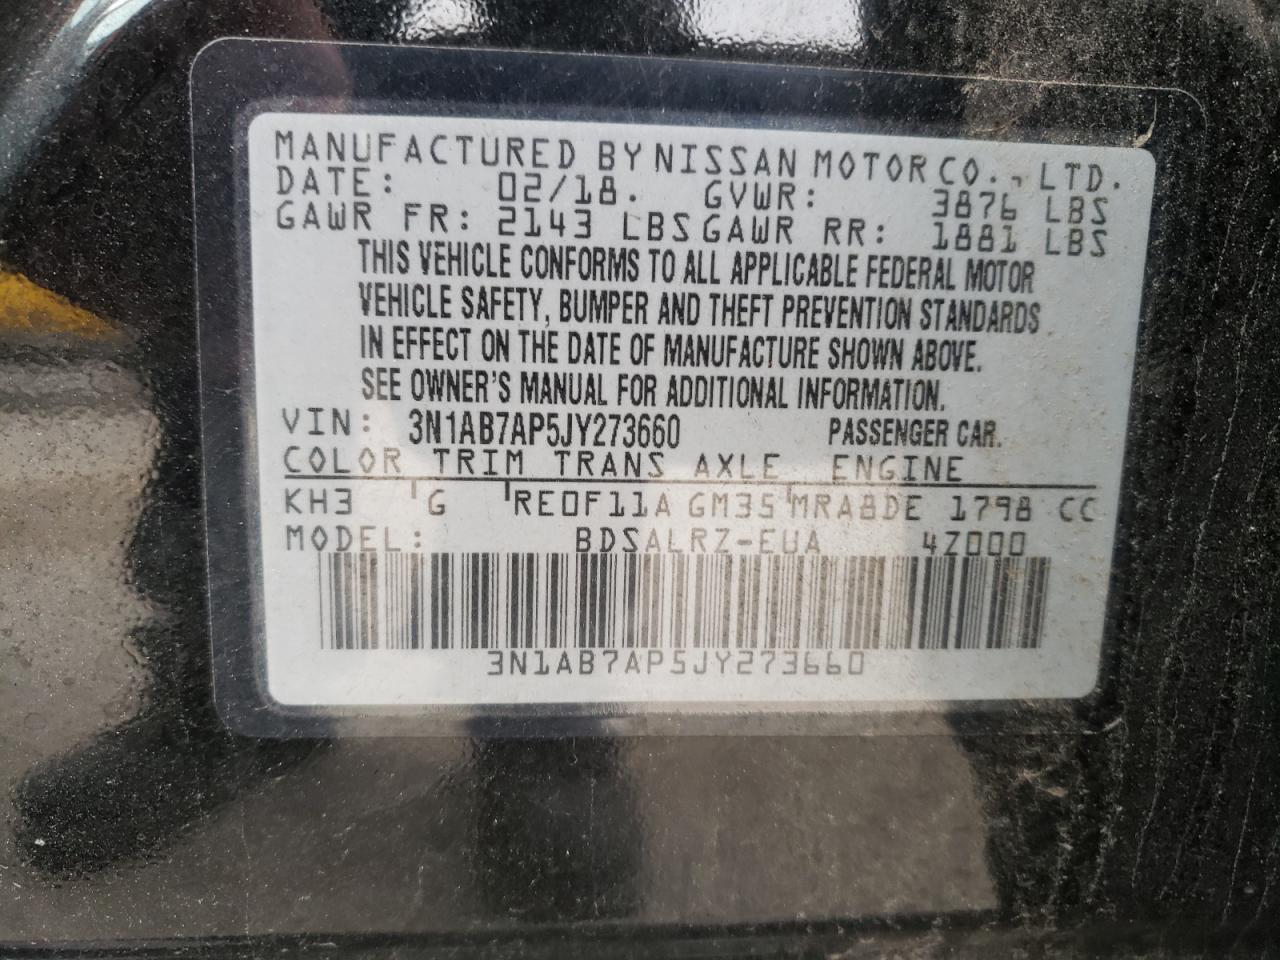 MANUFACTURED BY NISSAN MOTOR CO., LTD.
DATE: 02/18. GVWR: 3876 LBS
GAWR FR: 2143 LBS GAWR RR: 1881 LBS
THIS VEHICLE CONFORMS TO ALL APPLICABLE FEDERAL MOTOR
VEHICLE SAFETY, BUMPER AND THEFT PREVENTION STANDARDS
IN EFFECT ON THE DATE OF MANUFACTURE SHOWN ABOVE.
SEE OWNER'S MANUAL FOR ADDITIONAL INFORMATION.
VIN: 3N1AB7AP5JY273660 PASSENGER CAR.
COLOR TRIM TRANS AXLE ENGINE
KH3 G RE0F11A GM35 MRA8DE 1798 CC
MODEL: BDSALRZ-EUA 4Z000
3N1AB7AP5JY273660